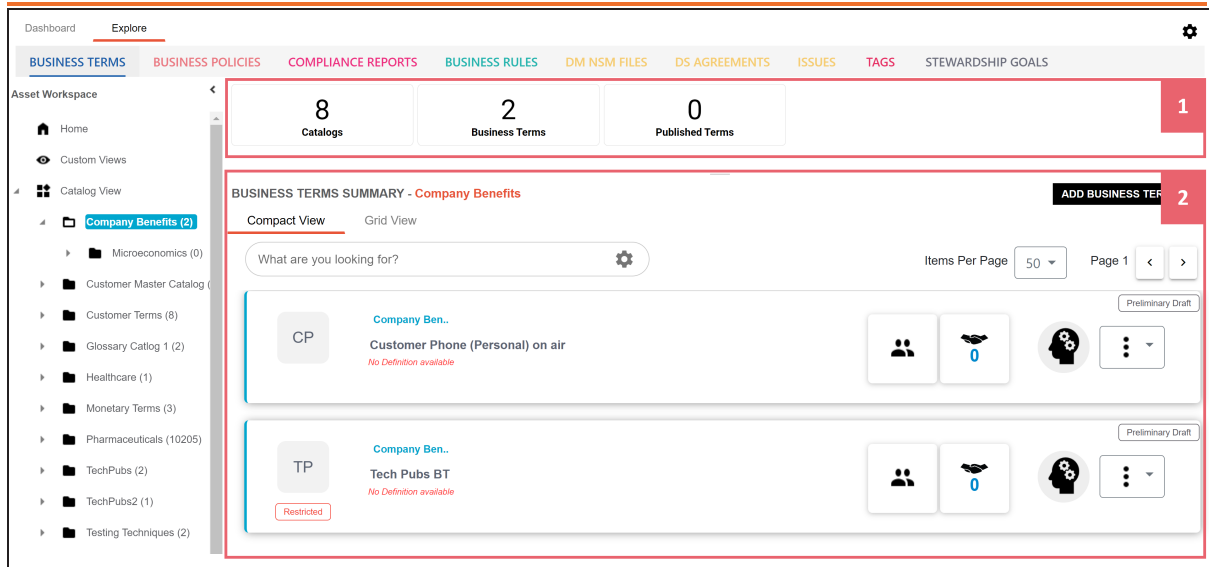 Dashboard Explore
BUSINESS TERMS BUSINESS POLICIES COMPLIANCE REPORTS BUSINESS RULES DM NSM FILES DS AGREEMENTS ISSUES TAGS STEWARDSHIP GOALS
Asset Workspace
Home
Custom Views
Catalog View
Company Benefits (2)
Microeconomics (0)
Customer Master Catalog (
Customer Terms (8)
Glossary Catlog 1 (2)
Healthcare (1)
Monetary Terms (3)
Pharmaceuticals (10205)
TechPubs (2)
TechPubs2 (1)
Testing Techniques (2)
8
Catalogs
2
Business Terms
0
Published Terms
1
BUSINESS TERMS SUMMARY - Company Benefits
ADD BUSINESS TER
2
Compact View Grid View
What are you looking for?
Items Per Page 50 Page 1
Preliminary Draft
CP
Company Ben..
Customer Phone (Personal) on air
No Definition available
0
Preliminary Draft
TP
Company Ben..
Tech Pubs BT
No Definition available
Restricted
0